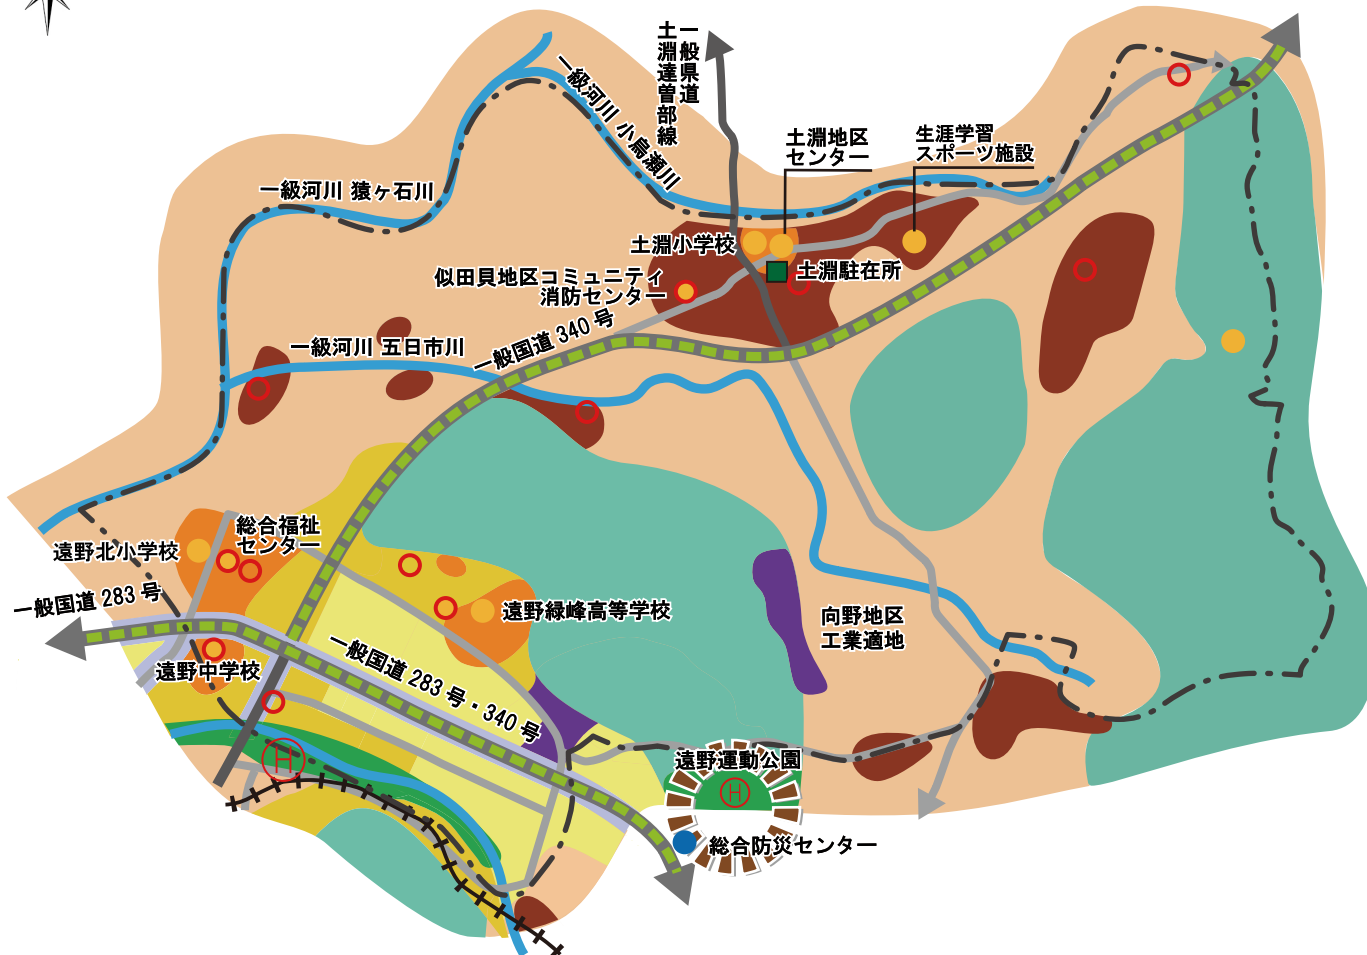 一般県道
土淵達曽部線
一級河川 小烏瀬川
土淵地区
センター
生涯学習
スポーツ施設
一級河川 猿ヶ石川
土淵小学校
土淵駐在所
似田貝地区コミュニティ
消防センター
一般国道 340 号
一級河川 五日市川
総合福祉
センター
遠野北小学校
一般国道 283 号
遠野緑峰高等学校
向野地区
工業適地
遠野中学校
一般国道 283 号・340 号
遠野運動公園
H
H
総合防災センター